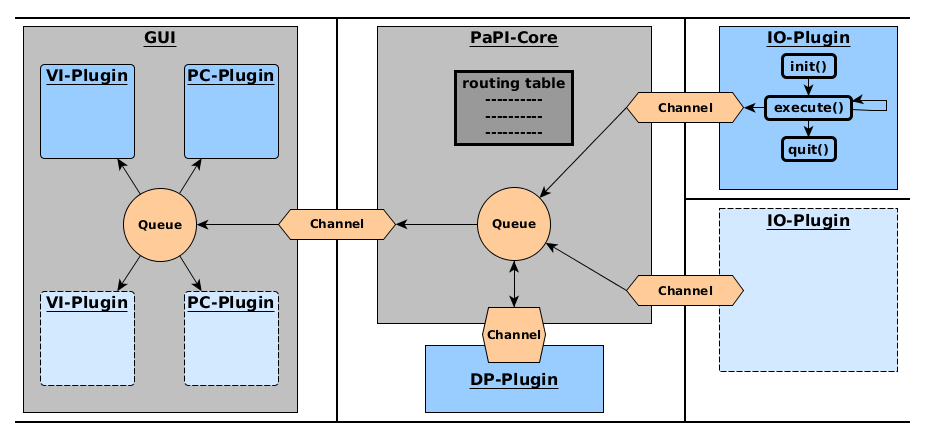 GUI
VI-Plugin
PC-Plugin
Queue
VI-Plugin
PC-Plugin
Channel
PaPI-Core
routing table
----------
----------
----------
Queue
Channel
DP-Plugin
Channel
IO-Plugin
init()
execute()
quit()
Channel
IO-Plugin